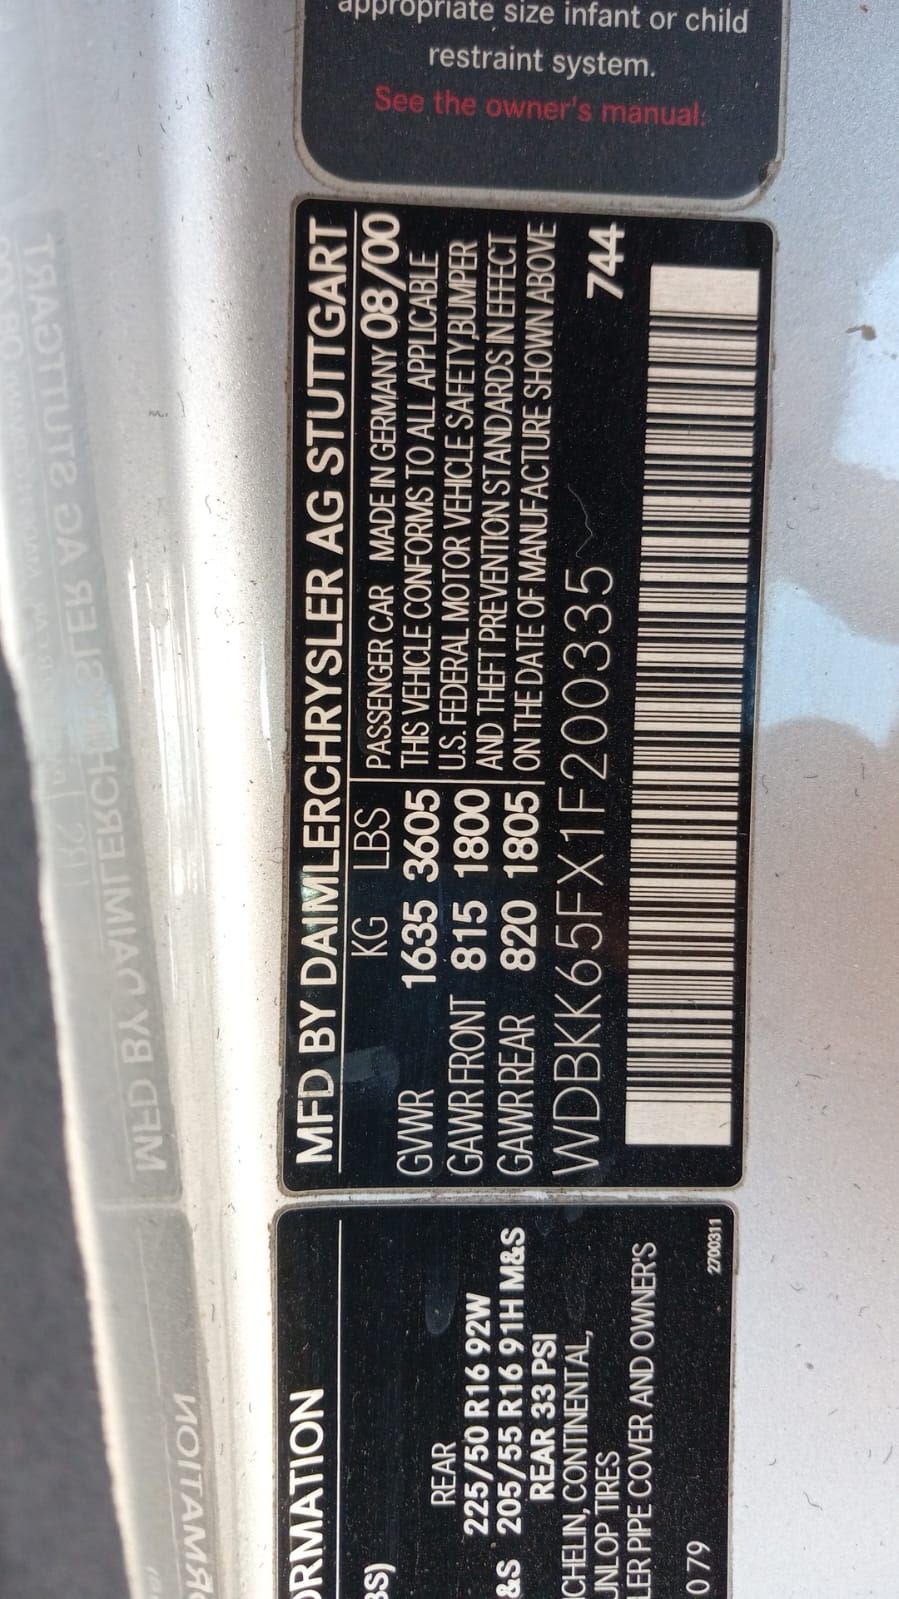 appropriate size infant or child
restraint system.
See the owner's manual.
MFD BY DAIMLERCHRYSLER AG STUTTGART
KG LBS
GVWR 1635 3605
GAWR FRONT 815 1800
GAWR REAR 820 1805
PASSENGER CAR MADE IN GERMANY 08/00
THIS VEHICLE CONFORMS TO ALL APPLICABLE
U.S. FEDERAL MOTOR VEHICLE SAFETY,BUMPER
AND THEFT PREVENTION STANDARDS IN EFFECT
ON THE DATE OF MANUFACTURE SHOWN ABOVE
WDBKK65FX1F200335 744
ORMATION
BS)
REAR
225/50 R16 92W
&S 205/55 R16 91H M&S
REAR 33 PSI
ICHELIN, CONTINENTAL,
UNLOP TIRES
LER PIPE COVER AND OWNER'S
079 2700311